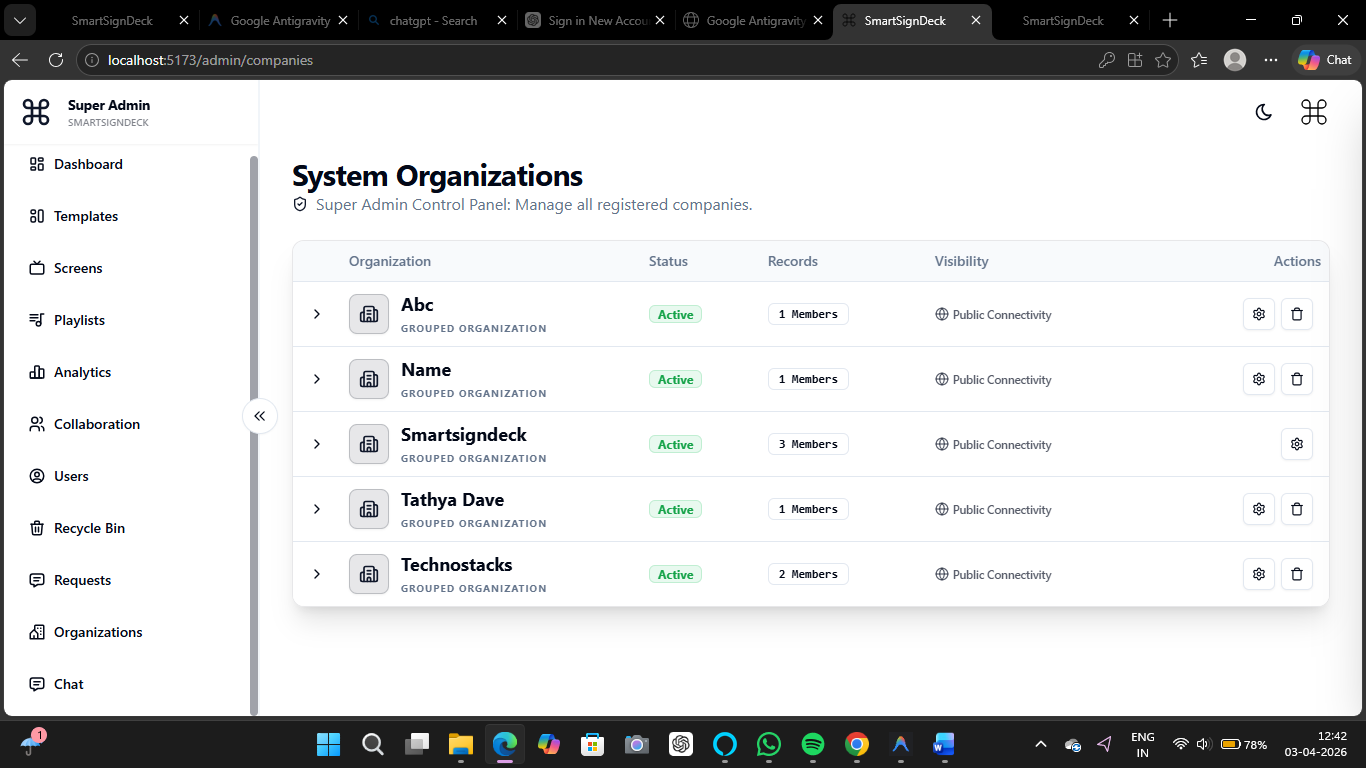 SmartSignDeck
Google Antigravity
chatgpt - Search
Sign in New Accou
Google Antigravity
SmartSignDeck
SmartSignDeck
localhost:5173/admin/companies
Chat
Super Admin
SMARTSIGNDECK
Dashboard
Templates
Screens
Playlists
Analytics
Collaboration
Users
Recycle Bin
Requests
Organizations
Chat
System Organizations
Super Admin Control Panel: Manage all registered companies.
Organization Status Records Visibility Actions
Abc
GROUPED ORGANIZATION
Active 1 Members Public Connectivity
Name
GROUPED ORGANIZATION
Active 1 Members Public Connectivity
Smartsigndeck
GROUPED ORGANIZATION
Active 3 Members Public Connectivity
Tathya Dave
GROUPED ORGANIZATION
Active 1 Members Public Connectivity
Technostacks
GROUPED ORGANIZATION
Active 2 Members Public Connectivity
1
ENG
IN
78%
12:42
03-04-2026